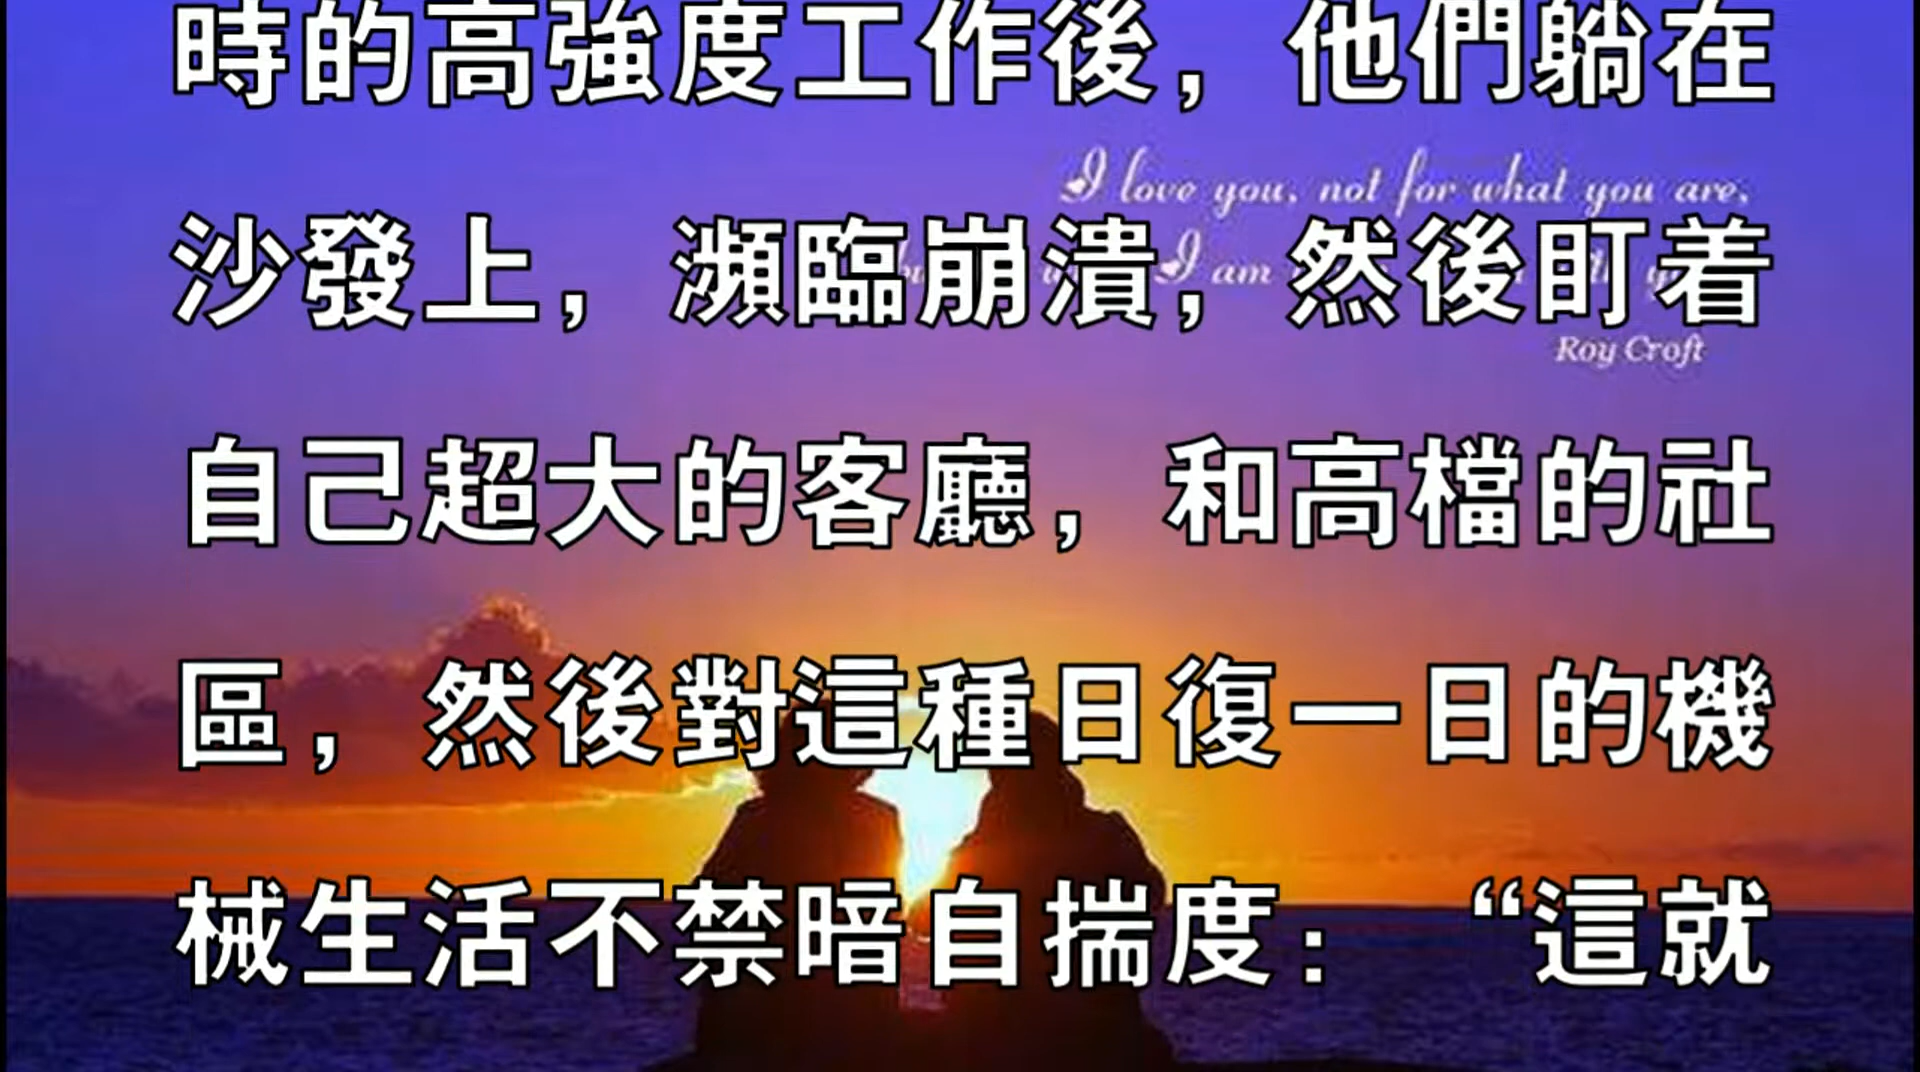 時的高強度工作後，他們躺在
I love you, not for what you are,
沙發上，瀕臨崩潰，然後盯着
I am
Roy Croft
自己超大的客廳，和高檔的社
區，然後對這種日復一日的機
械生活不禁暗自揣度：“這就